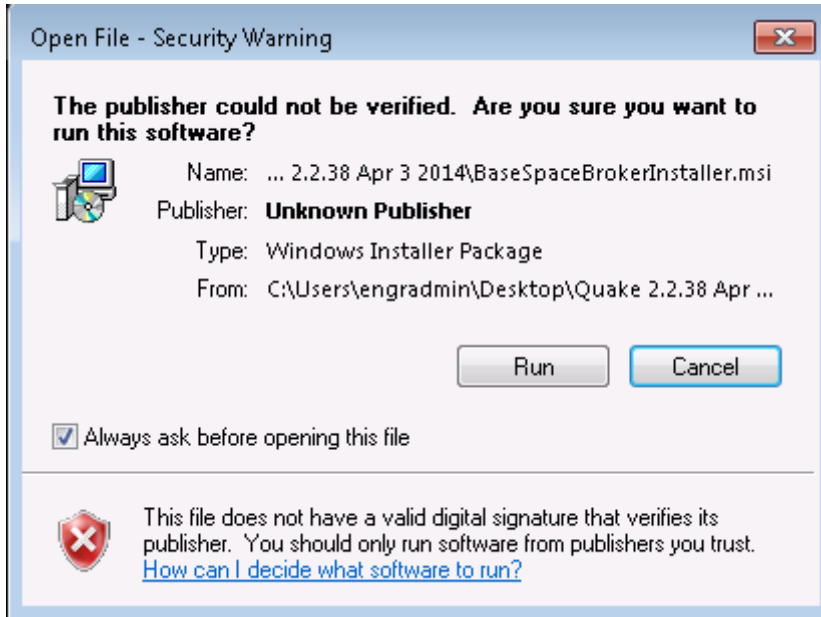 Open File - Security Warning
The publisher could not be verified. Are you sure you want to
run this software?
Name: ... 2.2.38 Apr 3 2014\BaseSpaceBrokerInstaller.msi
Publisher: Unknown Publisher
Type: Windows Installer Package
From: C:\Users\engradmin\Desktop\Quake 2.2.38 Apr ...
Run Cancel
Always ask before opening this file
This file does not have a valid digital signature that verifies its
publisher. You should only run software from publishers you trust.
How can I decide what software to run?